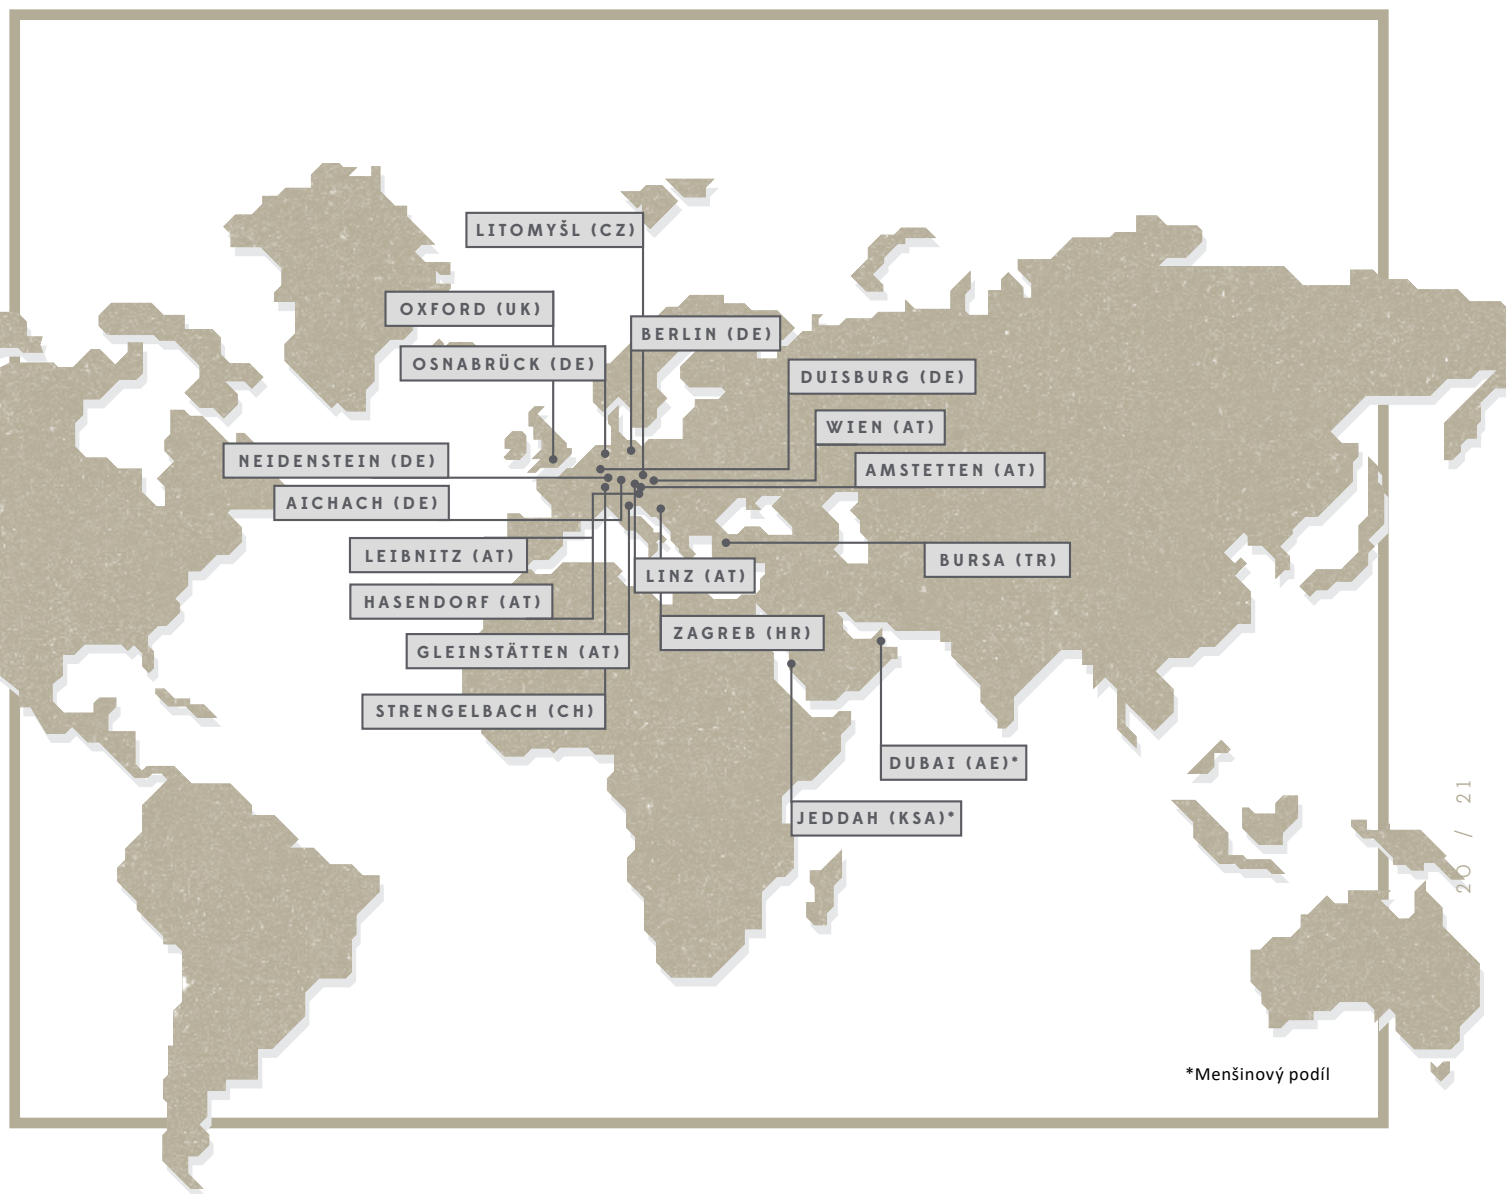 LITOMYŠL (CZ)
OXFORD (UK)
BERLIN (DE)
OSNABRÜCK (DE)
DUISBURG (DE)
WIEN (AT)
NEIDENSTEIN (DE)
AMSTETTEN (AT)
AICHACH (DE)
LEIBNITZ (AT)
BURSA (TR)
LINZ (AT)
HASENDORF (AT)
ZAGREB (HR)
GLEINSTÄTTEN (AT)
STRENGELBACH (CH)
DUBAI (AE)*
JEDDAH (KSA)*
20 / 21
*Menšinový podíl